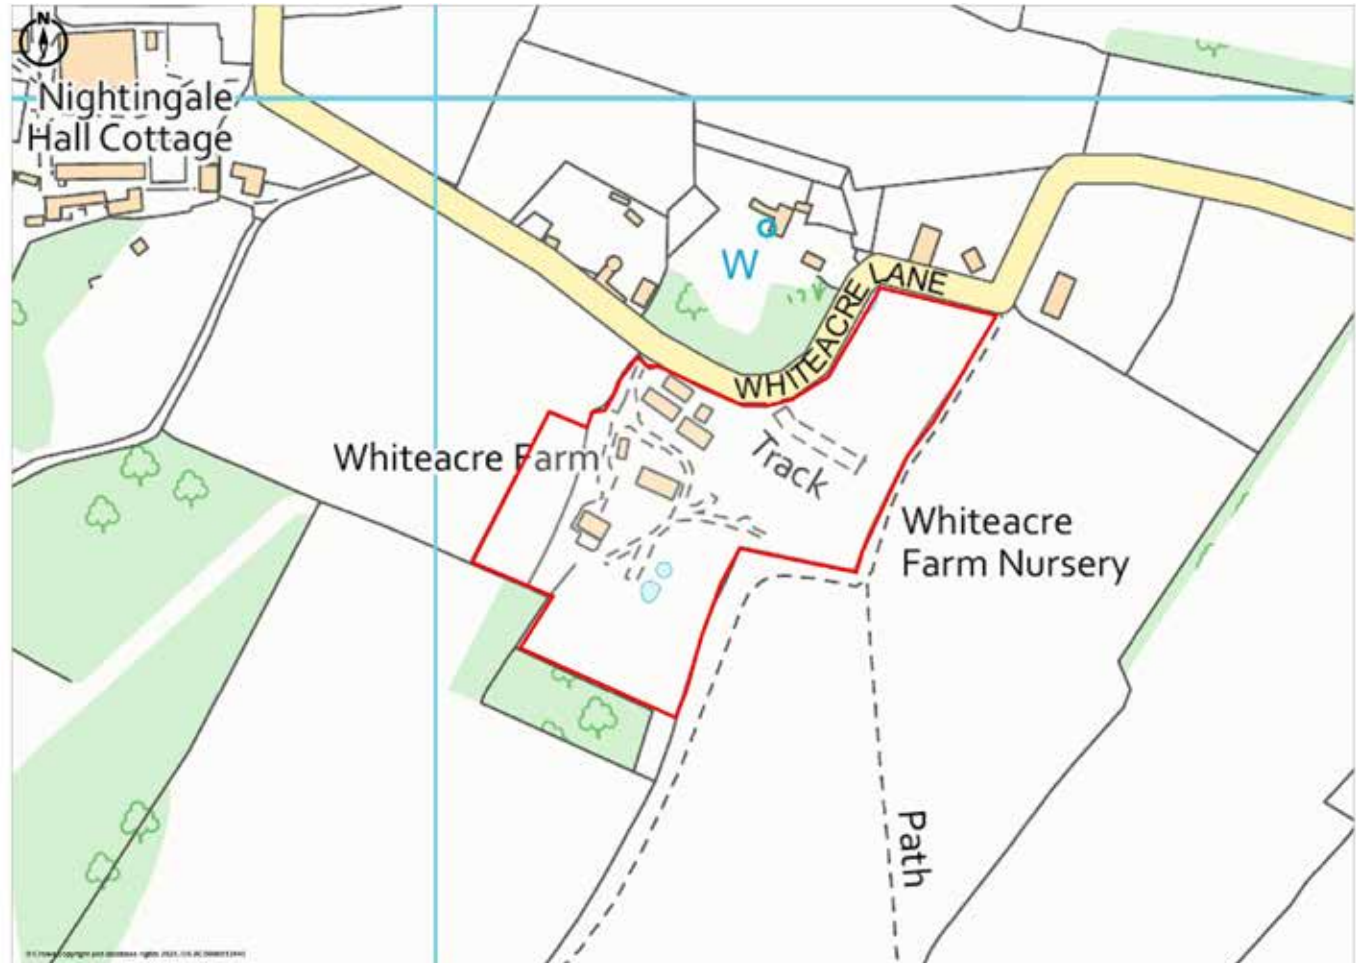 N
Nightingale
Hall Cottage
W
WHITEACRE LANE
Whiteacre Farm
Track
Whiteacre
Farm Nursery
Path